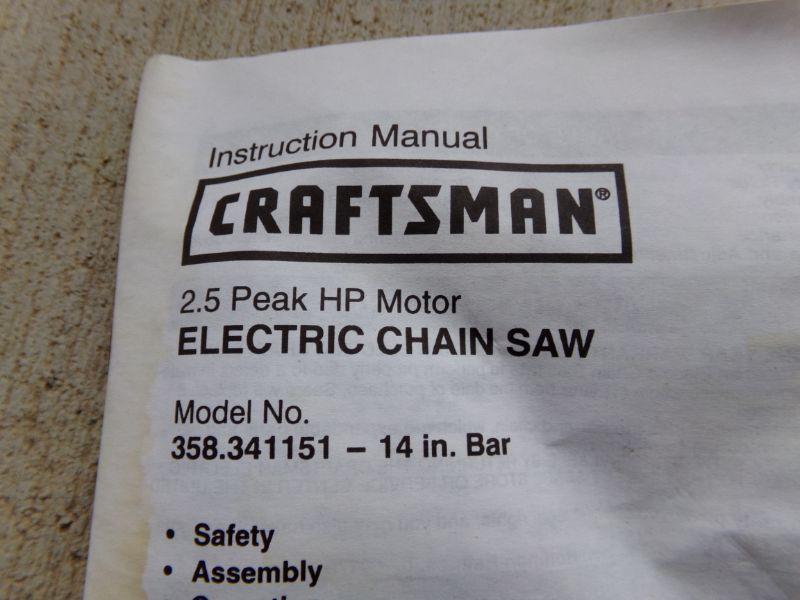 Instruction Manual
CRAFTSMAN®
2.5 Peak HP Motor
ELECTRIC CHAIN SAW
Model No.
358.341151 – 14 in. Bar
• Safety
• Assembly